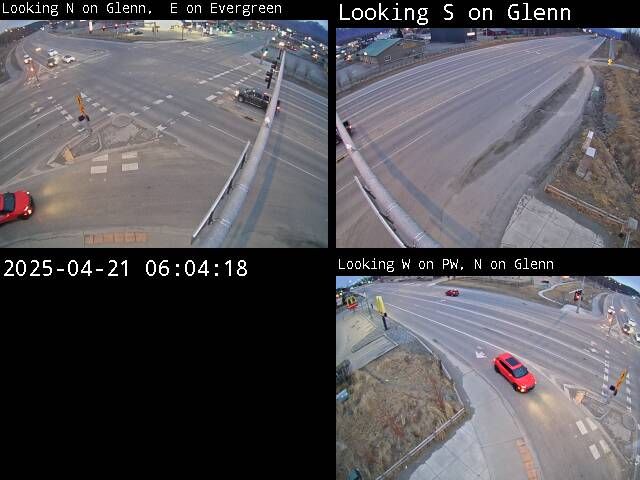 Looking N on Glenn, E on Evergreen
Looking S on Glenn
2025-04-21 06:04:18
Looking W on PW, N on Glenn